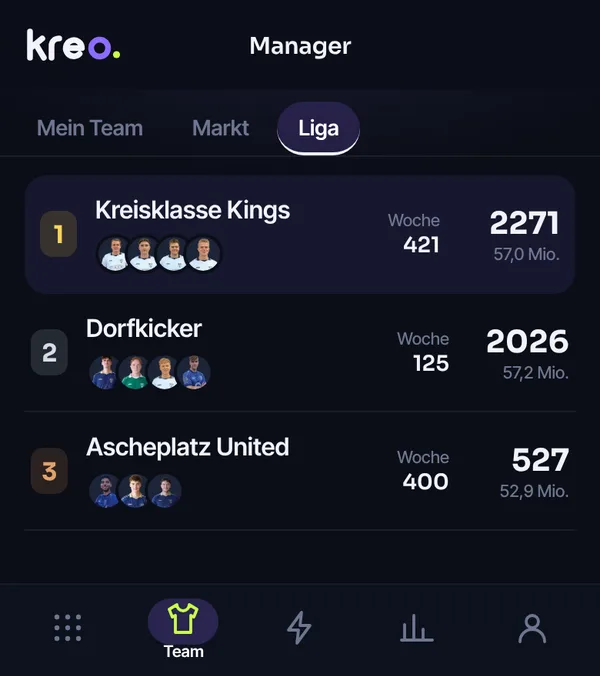 kreo.
Manager
Mein Team
Markt
Liga
1
Kreisklasse Kings
Woche
421
2271
57,0 Mio.
2
Dorfkicker
Woche
125
2026
57,2 Mio.
3
Ascheplatz United
Woche
400
527
52,9 Mio.
Team